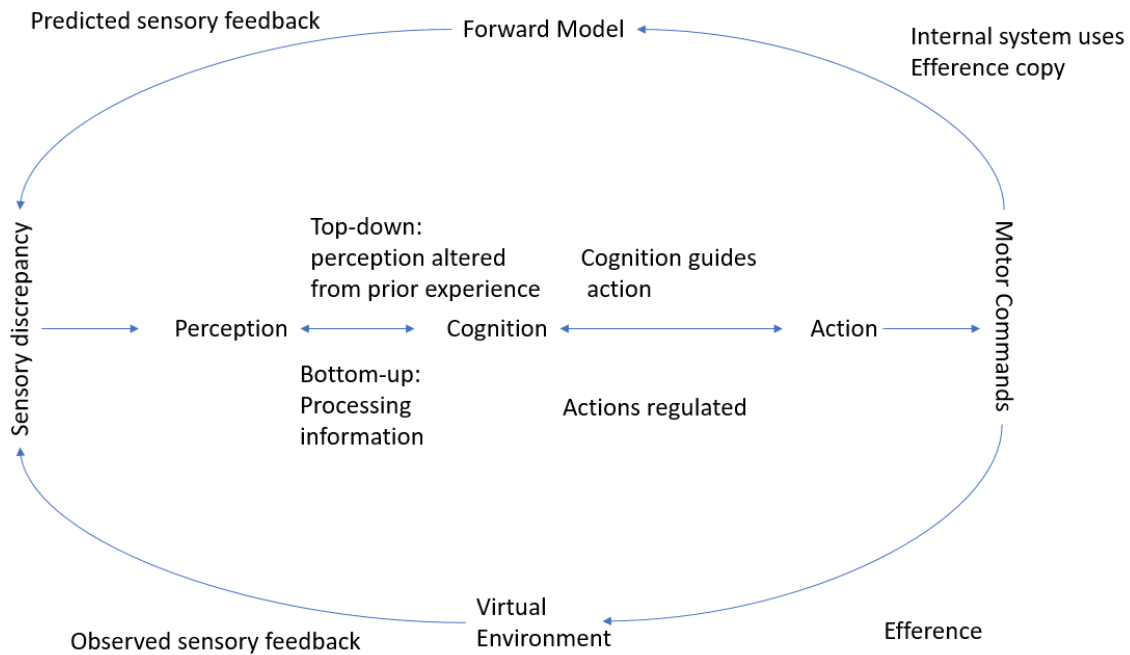 Predicted sensory feedback
Forward Model
Internal system uses
Efference copy
Sensory discrepancy
Top-down:
perception altered
from prior experience
Cognition guides
action
Motor Commands
Perception
Cognition
Action
Bottom-up:
Processing
information
Actions regulated
Virtual
Environment
Observed sensory feedback
Efference